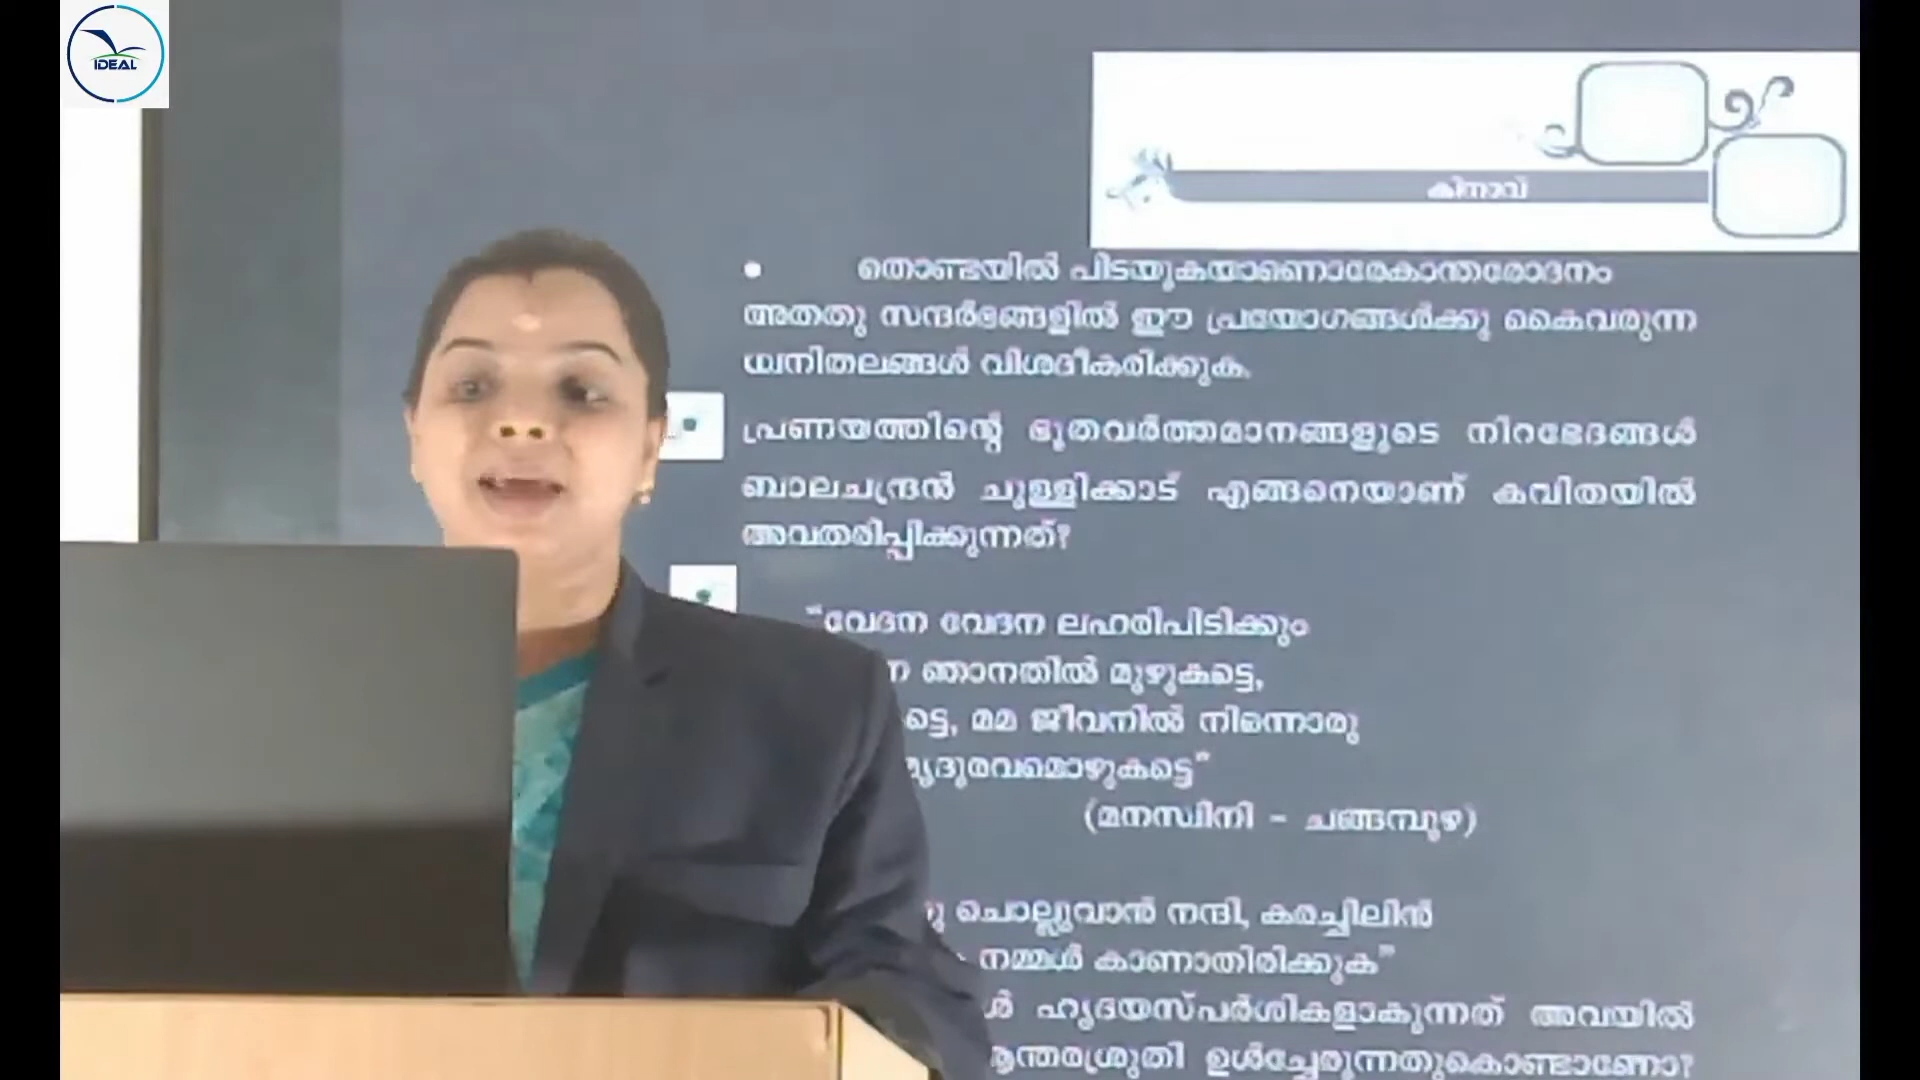 IDEAL
കിനാവ്
• തൊണ്ടയിൽ പിടയുകയാണൊരേകാന്തരോദനം
അതതു സന്ദർഭങ്ങളിൽ ഈ പ്രയോഗങ്ങൾക്കു കൈവരുന്ന
ധ്വനിതലങ്ങൾ വിശദീകരിക്കുക.
പ്രണയത്തിന്റെ ഭൂതവർത്തമാനങ്ങളുടെ നിറഭേദങ്ങൾ
ബാലചന്ദ്രൻ ചുള്ളിക്കാട് എങ്ങനെയാണ് കവിതയിൽ
അവതരിപ്പിക്കുന്നത്?
"വേദന വേദന ലഹരിപിടിക്കും
ഞാനതിൽ മുഴുകട്ടെ,
മമ ജീവനിൽ നിന്നൊരു
മൃദുരവമൊഴുകട്ടെ"
(മനസ്വിനി - ചങ്ങമ്പുഴ)
ചൊല്ലുവാൻ നന്ദി, കരച്ചിലിൻ
നമ്മൾ കാണാതിരിക്കുക"
ഹൃദയസ്പർശികളാകുന്നത് അവയിൽ
ഉൾച്ചേരുന്നതുകൊണ്ടാണോ?